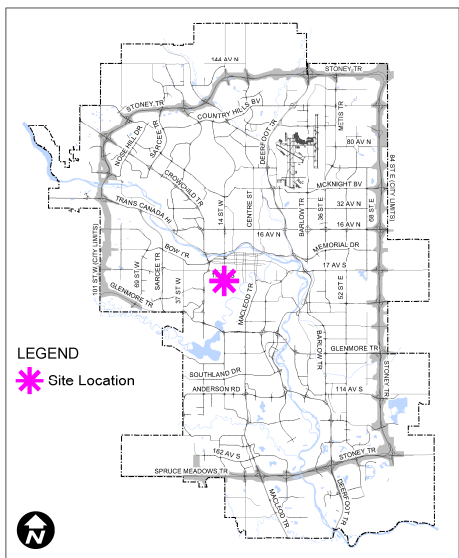 144 AV N
STONEY TR
STONEY TR
COUNTRY HILLS BV
METIS TR
NOSE HILL DR
SARCEE TR
DEERFOOT TR
80 AV N
CROWCHILD TR
MCKNIGHT BV
84 ST E (CITY LIMITS)
TRANS CANADA HI
14 ST W
CENTRE ST
BARLOW TR
36 ST E
32 AV N
68 ST E
16 AV N
16 AV N
BOW TR
MEMORIAL DR
101 ST W (CITY LIMITS)
69 ST W
SARCEE TR
17 AV S
GLENMORE TR
37 ST W
MACLEOD TR
52 ST E
BARLOW TR
GLENMORE TR
LEGEND
Site Location
SOUTHLAND DR
STONEY TR
ANDERSON RD
114 AV S
162 AV S
STONEY TR
SPRUCE MEADOWS TR
MACLEOD TR
DEERFOOT TR
N